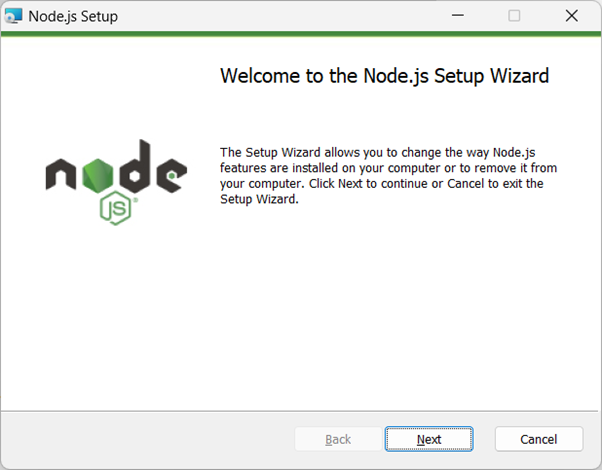 Node.js Setup
Welcome to the Node.js Setup Wizard
node
JS®
The Setup Wizard allows you to change the way Node.js
features are installed on your computer or to remove it from
your computer. Click Next to continue or Cancel to exit the
Setup Wizard.
Back
Next
Cancel